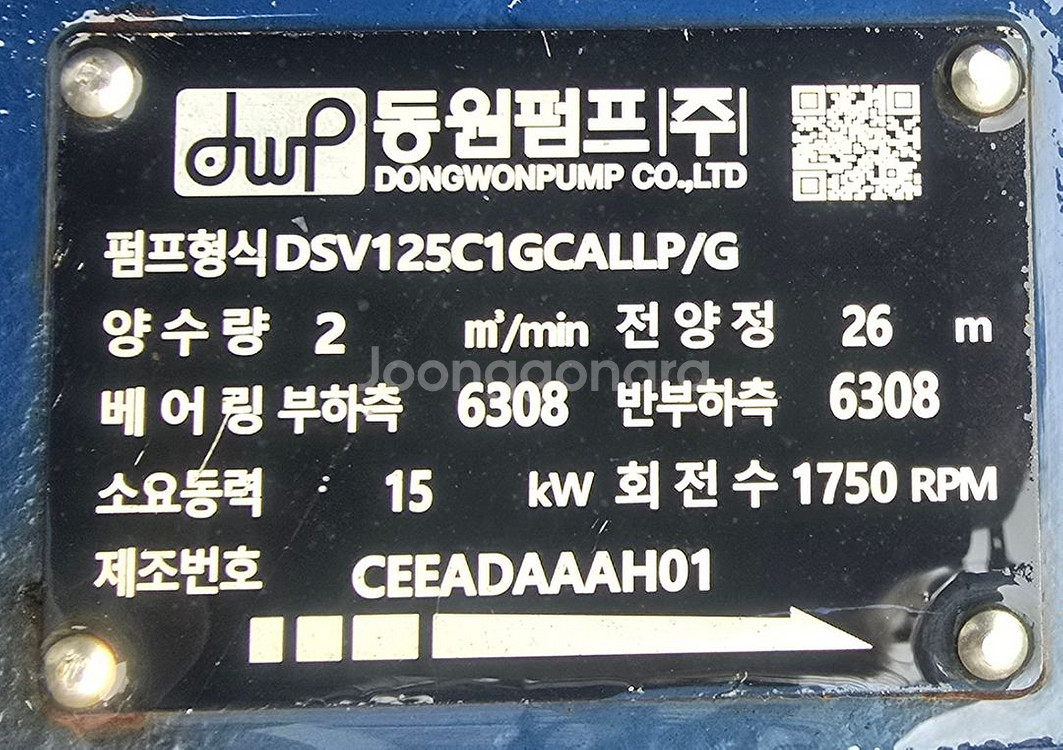 dwp 동원펌프(주)
DONGWONPUMP CO.,LTD
펌프형식 DSV125C1GCALLP/G
양수량 2 ㎥/min 전양정 26 m
Joonggonara
베어링 부하측 6308 반부하측 6308
소요동력 15 kW 회전수 1750 RPM
제조번호 CEEADAAAH01